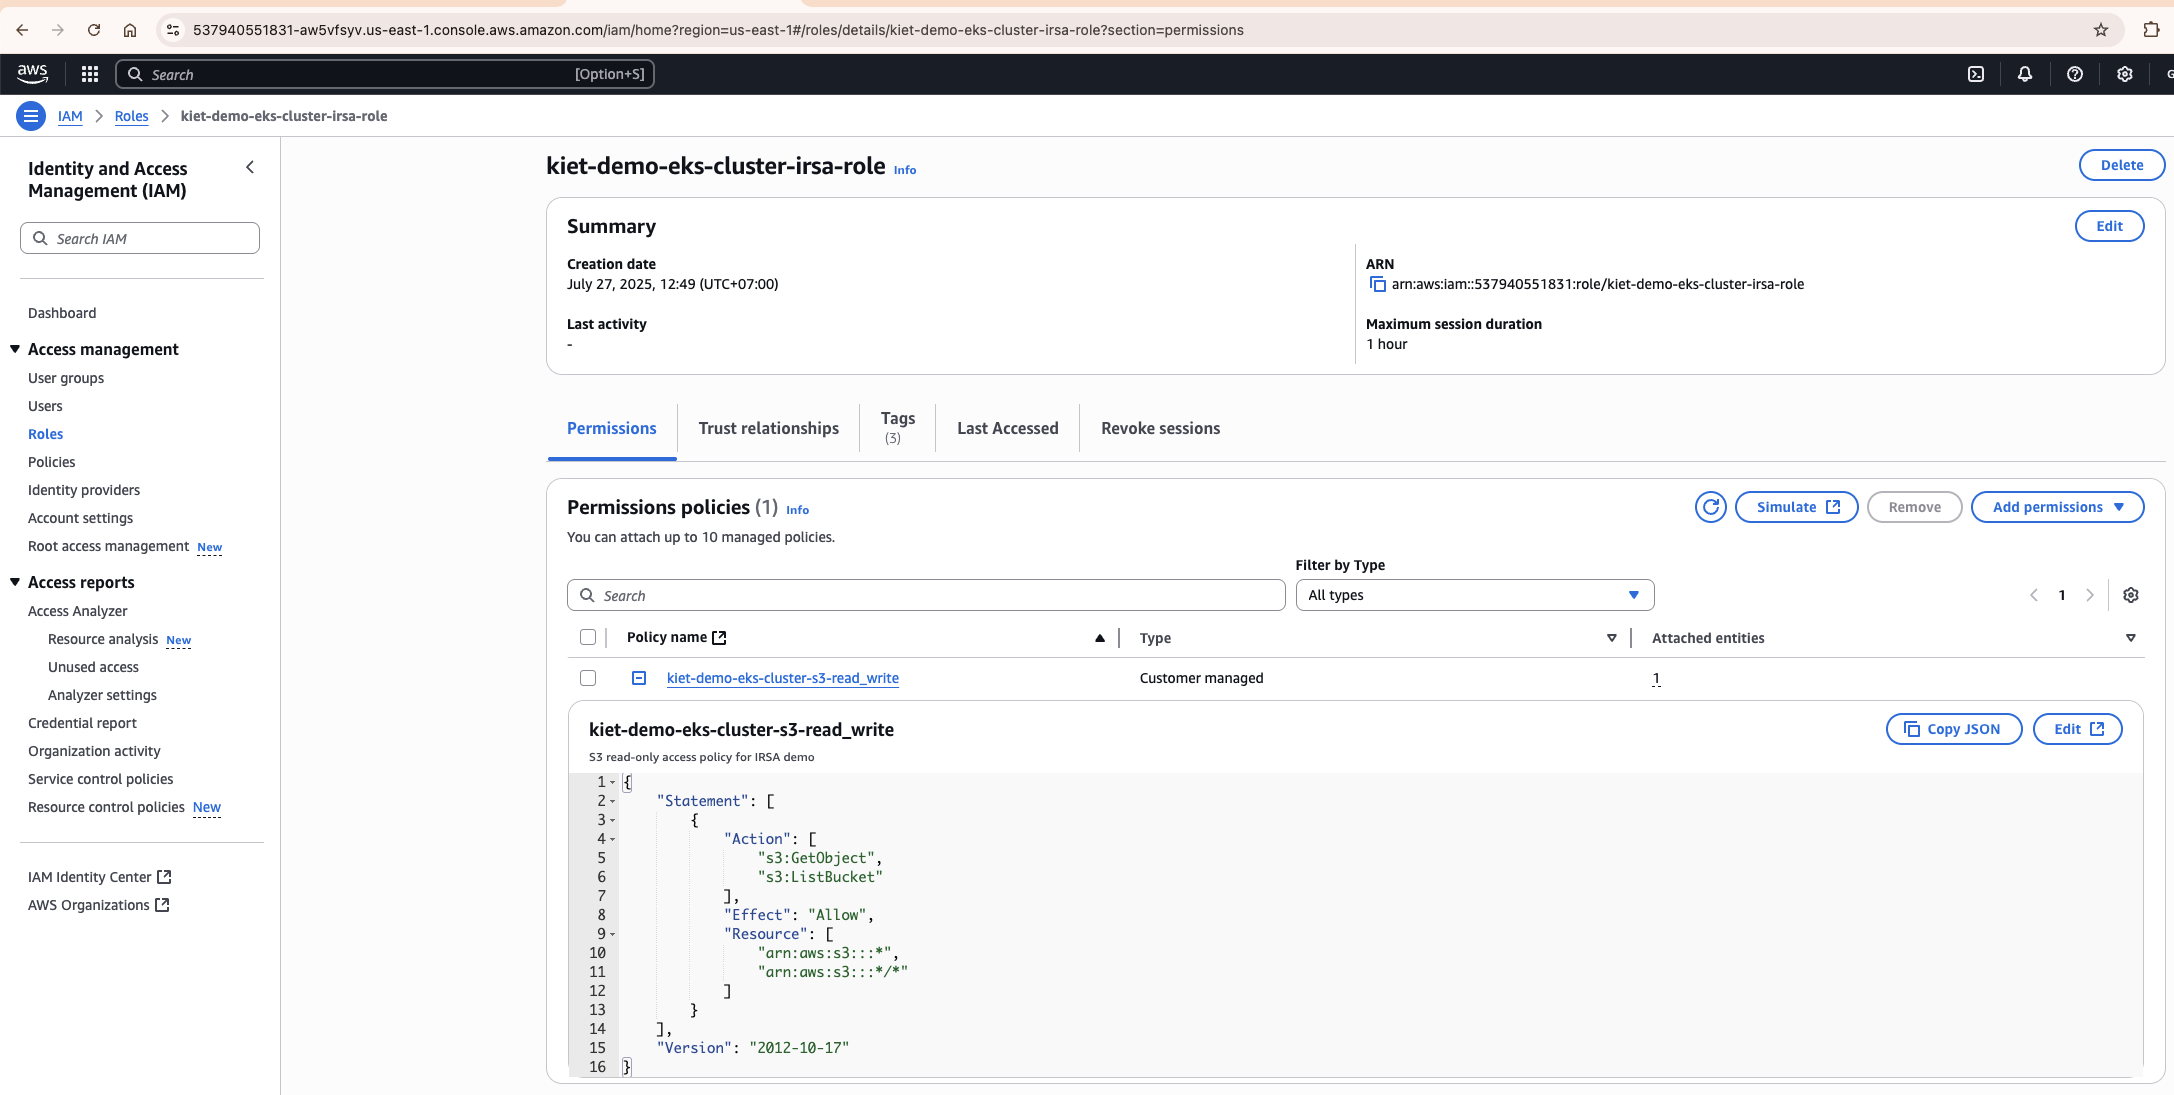 537940551831-aw5vfsyv.us-east-1.console.aws.amazon.com/iam/home?region=us-east-1#/roles/details/kiet-demo-eks-cluster-irsa-role?section=permissions
aws
Search
[Option+S]
IAM
Roles
kiet-demo-eks-cluster-irsa-role
Identity and Access
Management (IAM)
Search IAM
Dashboard
Access management
User groups
Users
Roles
Policies
Identity providers
Account settings
Root access management New
Access reports
Access Analyzer
Resource analysis New
Unused access
Analyzer settings
Credential report
Organization activity
Service control policies
Resource control policies New
IAM Identity Center
AWS Organizations
kiet-demo-eks-cluster-irsa-role Info
Delete
Summary
Edit
Creation date
July 27, 2025, 12:49 (UTC+07:00)
ARN
arn:aws:iam::537940551831:role/kiet-demo-eks-cluster-irsa-role
Last activity
-
Maximum session duration
1 hour
Permissions
Trust relationships
Tags
(3)
Last Accessed
Revoke sessions
Permissions policies (1) Info
You can attach up to 10 managed policies.
Simulate
Remove
Add permissions
Filter by Type
Search
All types
1
Policy name
Type
Attached entities
kiet-demo-eks-cluster-s3-read_write
Customer managed
1
kiet-demo-eks-cluster-s3-read_write
S3 read-only access policy for IRSA demo
Copy JSON
Edit
1 {
2 "Statement": [
3 {
4 "Action": [
5 "s3:GetObject",
6 "s3:ListBucket"
7 ],
8 "Effect": "Allow",
9 "Resource": [
10 "arn:aws:s3:::*",
11 "arn:aws:s3:::*/*"
12 ]
13 }
14 ],
15 "Version": "2012-10-17"
16 }